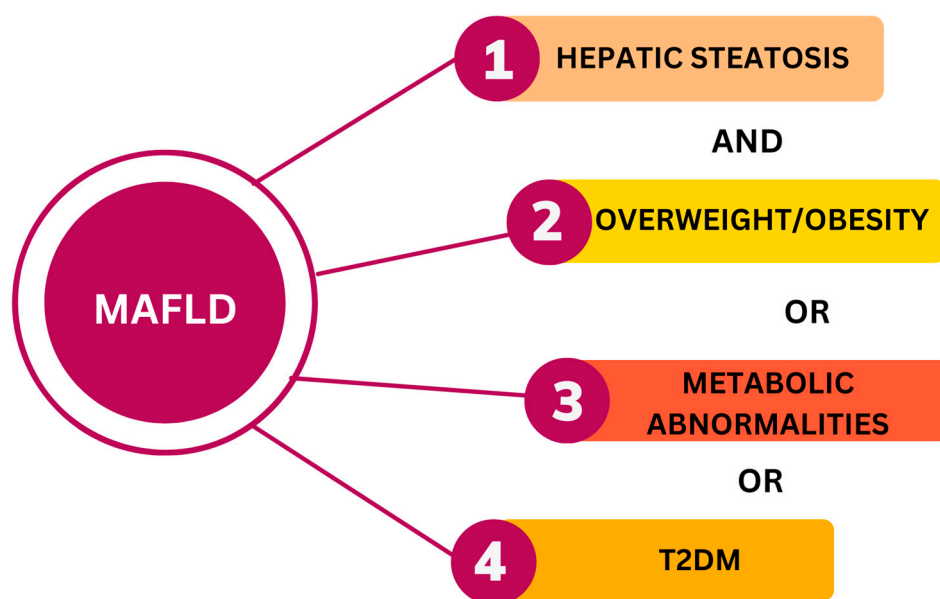 MAFLD
1
HEPATIC STEATOSIS
AND
2
OVERWEIGHT/OBESITY
OR
3
METABOLIC
ABNORMALITIES
OR
4
T2DM